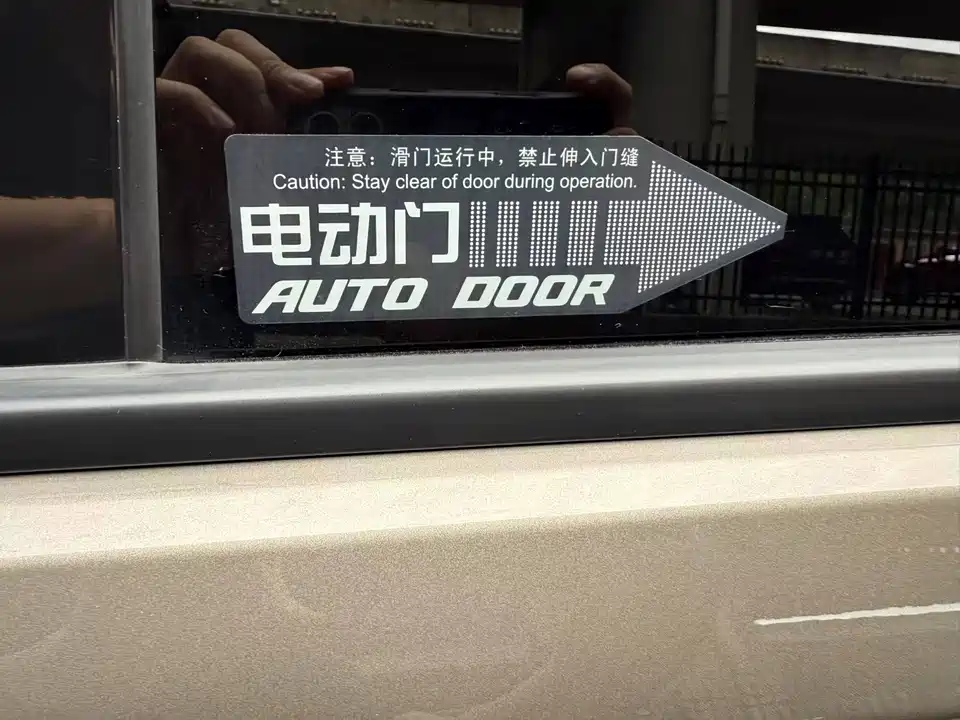 注意：滑门运行中，禁止伸入门缝
Caution: Stay clear of door during operation.
电动门
AUTO DOOR